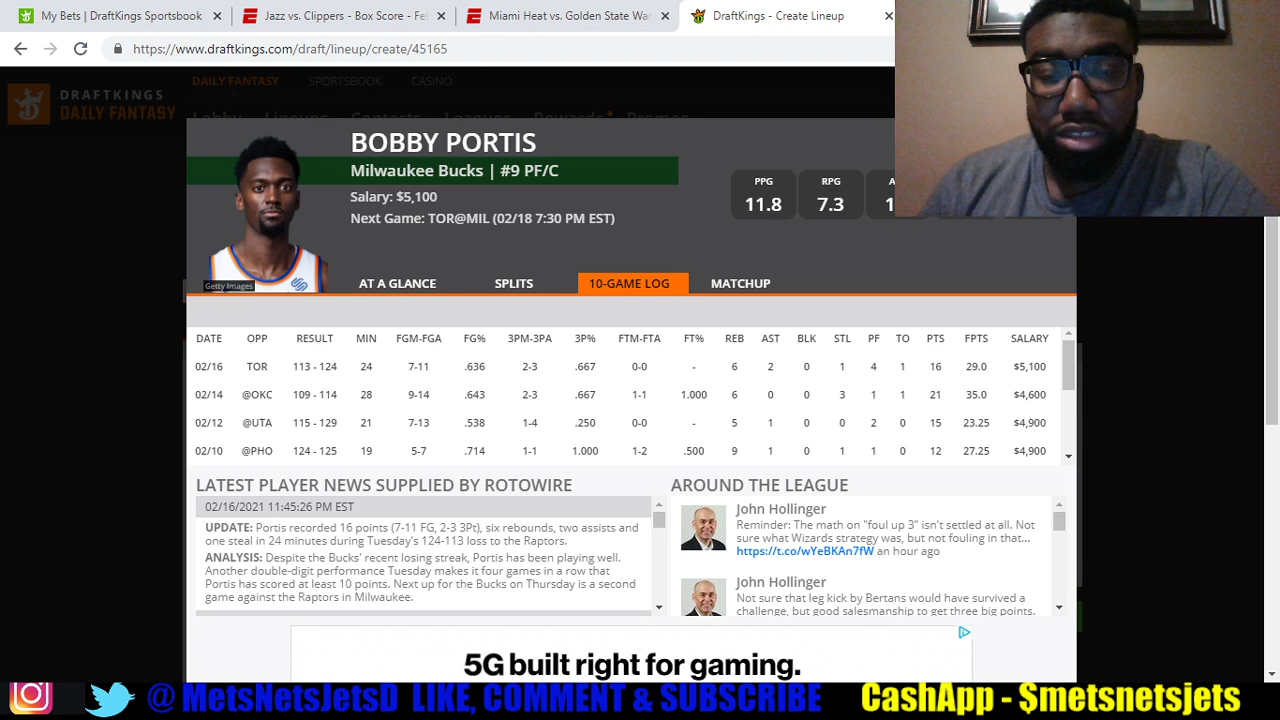 My Bets | DraftKings Sportsbook
Jazz vs. Clippers - Box Score - Feb
Miami Heat vs. Golden State War
DraftKings - Create Lineup
https://www.draftkings.com/draft/lineup/create/45165
DRAFTKINGS
DAILY FANTASY
DAILY FANTASY SPORTSBOOK CASINO
Lobby Lineups Contests Leagues Rewards Promos
BOBBY PORTIS
Milwaukee Bucks | #9 PF/C
Salary: $5,100
Next Game: TOR@MIL (02/18 7:30 PM EST)
PPG RPG A
11.8 7.3 1
Getty Images
AT A GLANCE SPLITS 10-GAME LOG MATCHUP
DATE OPP RESULT MIN FGM-FGA FG% 3PM-3PA 3P% FTM-FTA FT% REB AST BLK STL PF TO PTS FPTS SALARY
02/16 TOR 113 - 124 24 7-11 .636 2-3 .667 0-0 - 6 2 0 1 4 1 16 29.0 $5,100
02/14 @OKC 109 - 114 28 9-14 .643 2-3 .667 1-1 1.000 6 0 0 3 1 1 21 35.0 $4,600
02/12 @UTA 115 - 129 21 7-13 .538 1-4 .250 0-0 - 5 1 0 0 2 0 15 23.25 $4,900
02/10 @PHO 124 - 125 19 5-7 .714 1-1 1.000 1-2 .500 9 1 0 1 1 0 12 27.25 $4,900
LATEST PLAYER NEWS SUPPLIED BY ROTOWIRE
02/16/2021 11:45:26 PM EST
UPDATE: Portis recorded 16 points (7-11 FG, 2-3 3Pt), six rebounds, two assists and
one steal in 24 minutes during Tuesday's 124-113 loss to the Raptors.
ANALYSIS: Despite the Bucks' recent losing streak, Portis has been playing well.
Another double-digit performance Tuesday makes it four games in a row that
Portis has scored at least 10 points. Next up for the Bucks on Thursday is a second
game against the Raptors in Milwaukee.
AROUND THE LEAGUE
John Hollinger
Reminder: The math on "foul up 3" isn't settled at all. Not
sure what Wizards strategy was, but not fouling in that...
https://t.co/wYeBKAn7fW an hour ago
John Hollinger
Not sure that leg kick by Bertans would have survived a
challenge, but good salesmanship to get three big points.
5G built right for gaming.
@MetsNetsJetsD LIKE, COMMENT & SUBSCRIBE CashApp - $metsnetsjets